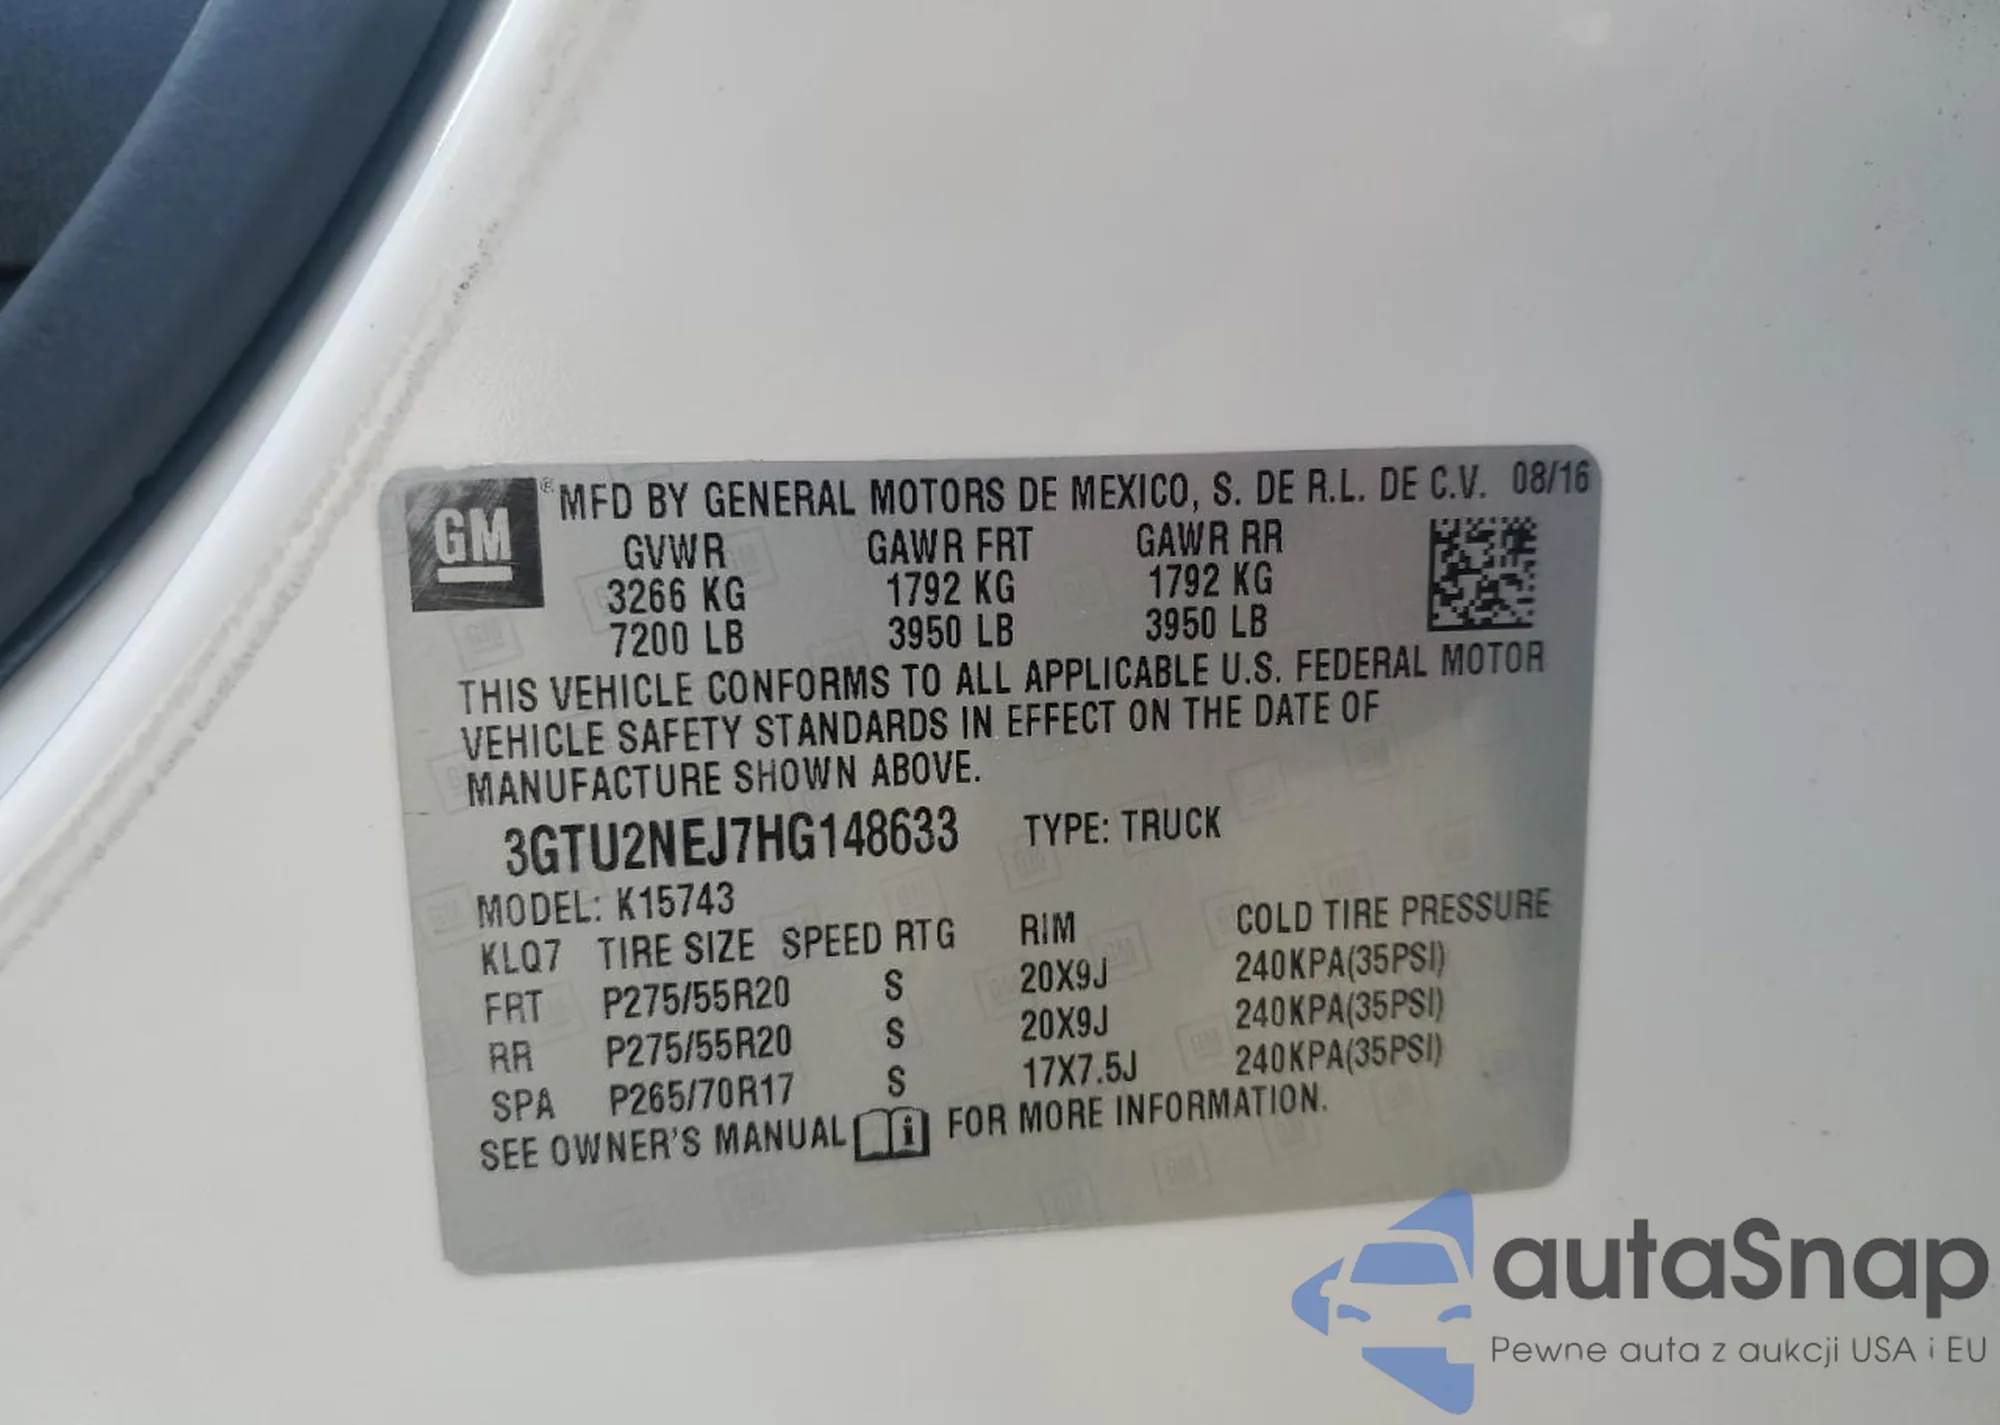 GM ® MFD BY GENERAL MOTORS DE MEXICO, S. DE R.L. DE C.V. 08/16
GVWR GAWR FRT GAWR RR
3266 KG 1792 KG 1792 KG
7200 LB 3950 LB 3950 LB
THIS VEHICLE CONFORMS TO ALL APPLICABLE U.S. FEDERAL MOTOR
VEHICLE SAFETY STANDARDS IN EFFECT ON THE DATE OF
MANUFACTURE SHOWN ABOVE.
3GTU2NEJ7HG148633 TYPE: TRUCK
MODEL: K15743
KLQ7 TIRE SIZE SPEED RTG RIM COLD TIRE PRESSURE
FRT P275/55R20 S 20X9J 240KPA(35PSI)
RR P275/55R20 S 20X9J 240KPA(35PSI)
SPA P265/70R17 S 17X7.5J 240KPA(35PSI)
SEE OWNER'S MANUAL i FOR MORE INFORMATION.
autaSnap
Pewne auta z aukcji USA i EU